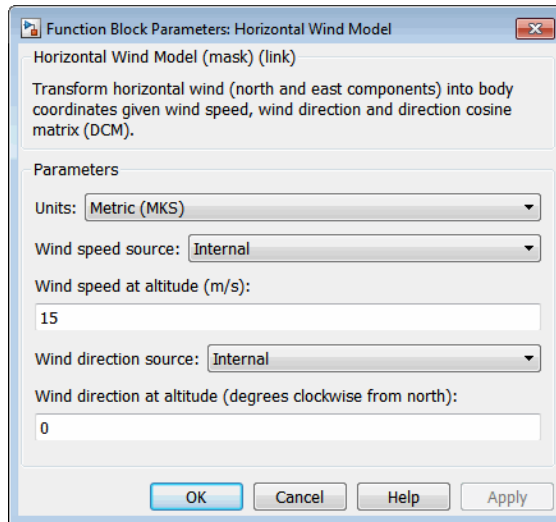 Function Block Parameters: Horizontal Wind Model
Horizontal Wind Model (mask) (link)
Transform horizontal wind (north and east components) into body
coordinates given wind speed, wind direction and direction cosine
matrix (DCM).
Parameters
Units: Metric (MKS)
Wind speed source: Internal
Wind speed at altitude (m/s):
15
Wind direction source: Internal
Wind direction at altitude (degrees clockwise from north):
0
OK Cancel Help Apply